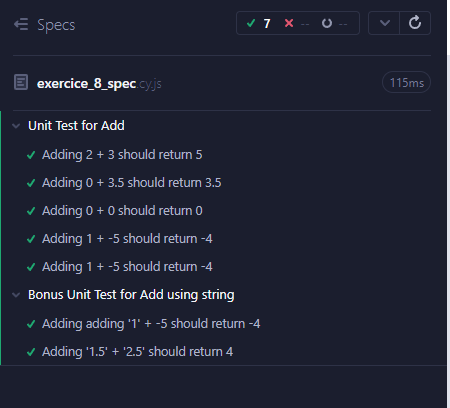 Specs
7 -- --
exercice_8_spec.cy.js 115ms
Unit Test for Add
Adding 2 + 3 should return 5
Adding 0 + 3.5 should return 3.5
Adding 0 + 0 should return 0
Adding 1 + -5 should return -4
Adding 1 + -5 should return -4
Bonus Unit Test for Add using string
Adding adding '1' + -5 should return -4
Adding '1.5' + '2.5' should return 4